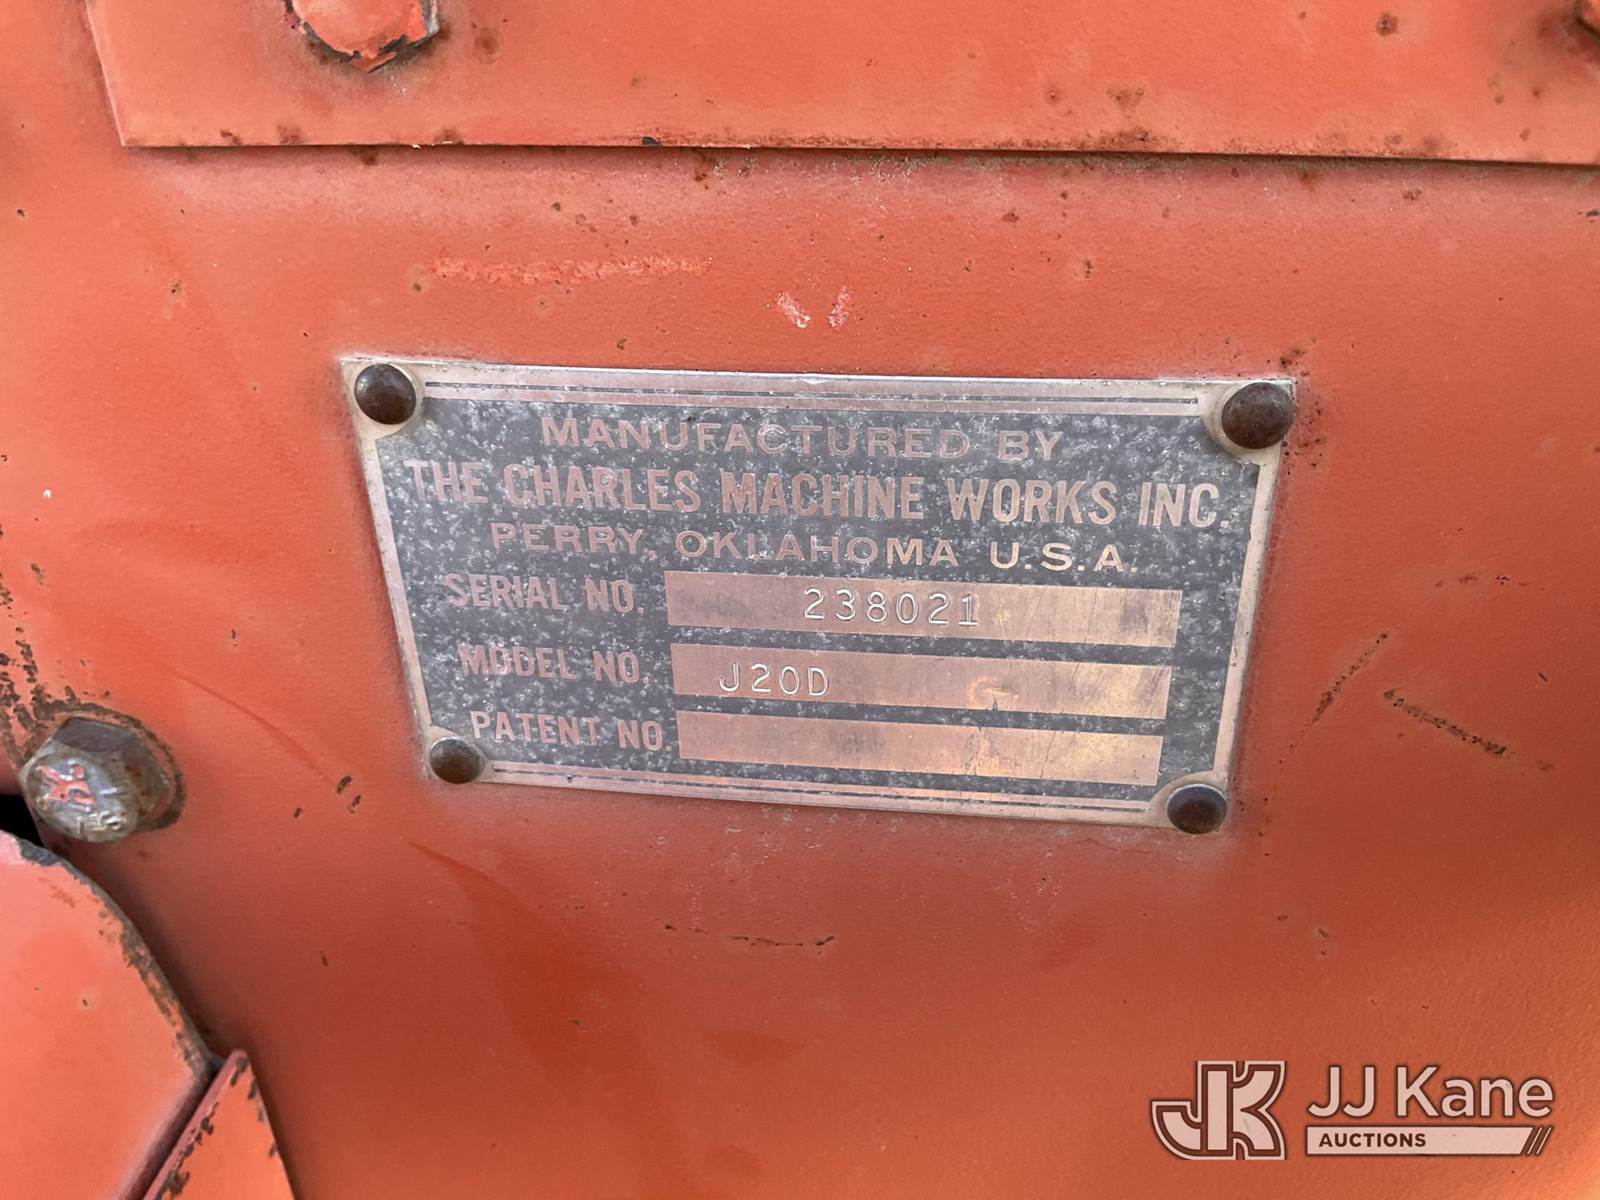 MANUFACTURED BY
THE CHARLES MACHINE WORKS INC.
PERRY, OKLAHOMA U.S.A.
SERIAL NO. 238021
MODEL NO. J20D
PATENT NO.
JK JJ Kane
AUCTIONS